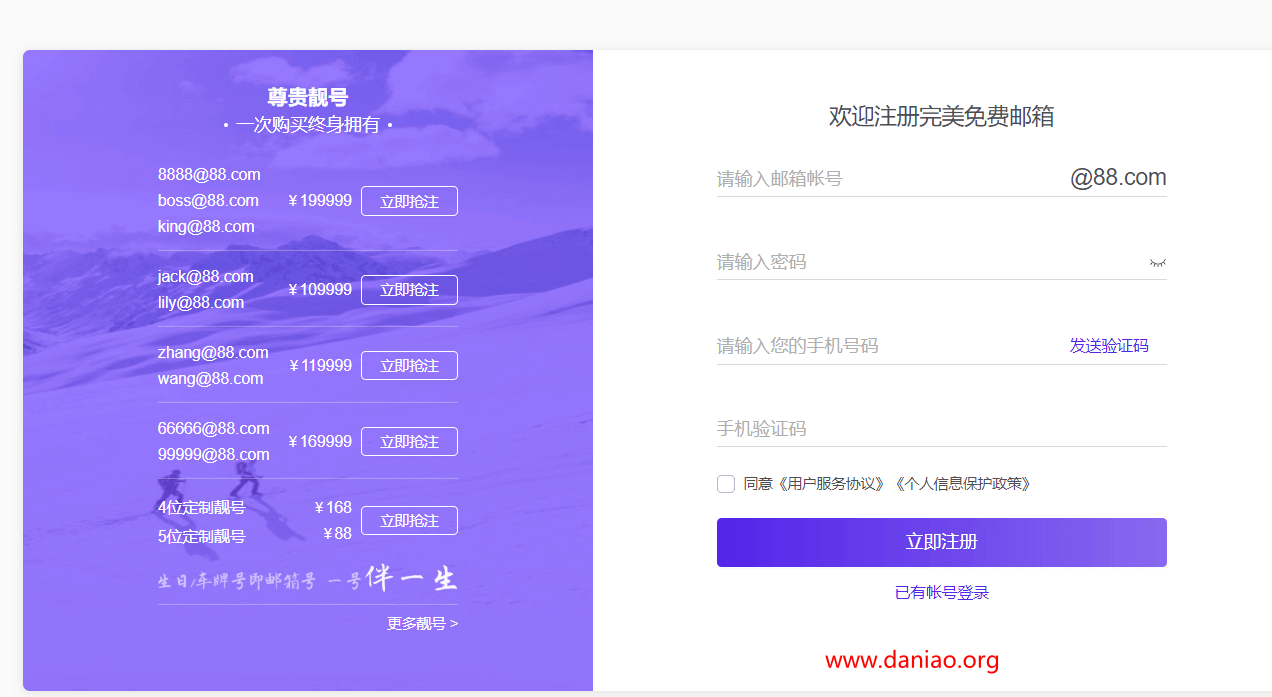 尊贵靓号
· 一次购买终身拥有 ·
8888@88.com
boss@88.com ¥199999 立即抢注
king@88.com
jack@88.com
¥109999 立即抢注
lily@88.com
zhang@88.com
¥119999 立即抢注
wang@88.com
66666@88.com
¥169999 立即抢注
99999@88.com
4位定制靓号 ¥168
立即抢注
5位定制靓号 ¥88
生日/车牌号即邮箱号 一号伴一生
更多靓号 >
欢迎注册完美免费邮箱
请输入邮箱帐号 @88.com
请输入密码
请输入您的手机号码 发送验证码
手机验证码
同意《用户服务协议》《个人信息保护政策》
立即注册
已有帐号登录
www.daniao.org